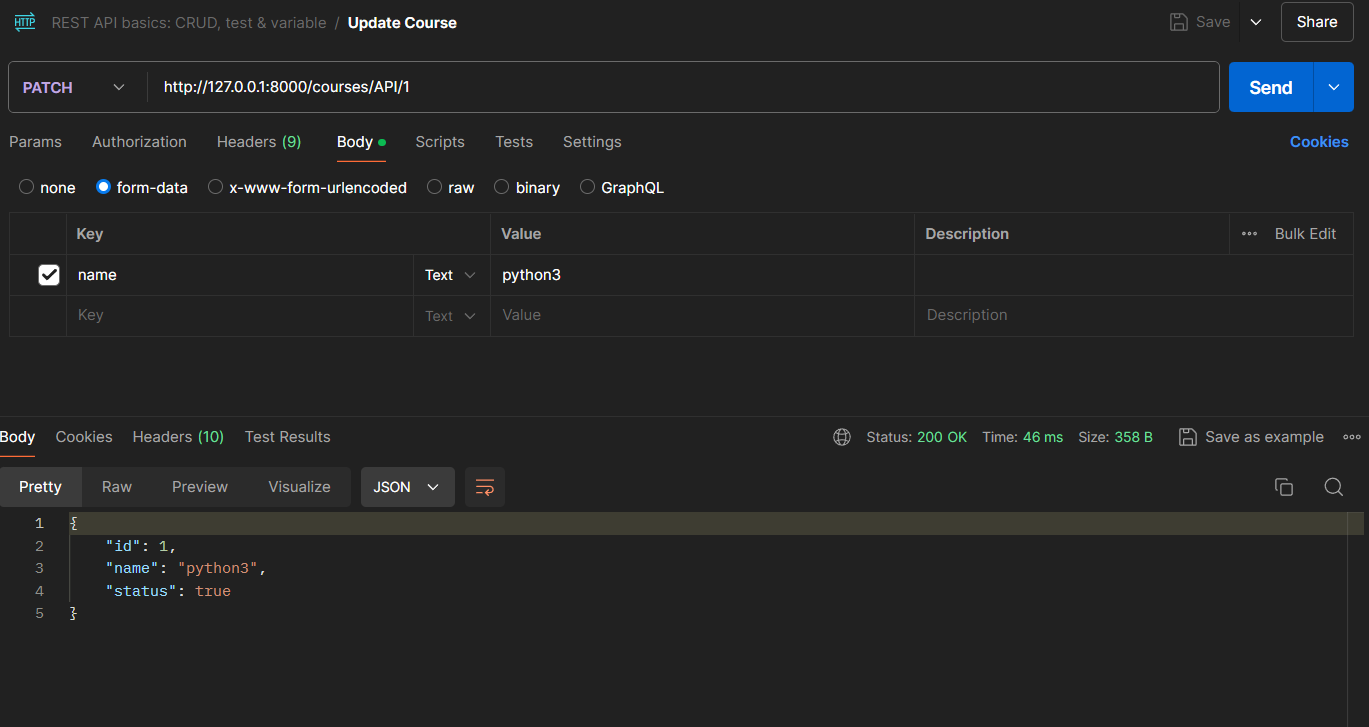 HTTP REST API basics: CRUD, test & variable / Update Course Save Share
PATCH http://127.0.0.1:8000/courses/API/1 Send
Params Authorization Headers (9) Body Scripts Tests Settings Cookies
none form-data x-www-form-urlencoded raw binary GraphQL
Key Value Description ••• Bulk Edit
name Text python3
Key Text Value Description
Body Cookies Headers (10) Test Results Status: 200 OK Time: 46 ms Size: 358 B Save as example
Pretty Raw Preview Visualize JSON
1 {
2 "id": 1,
3 "name": "python3",
4 "status": true
5 }